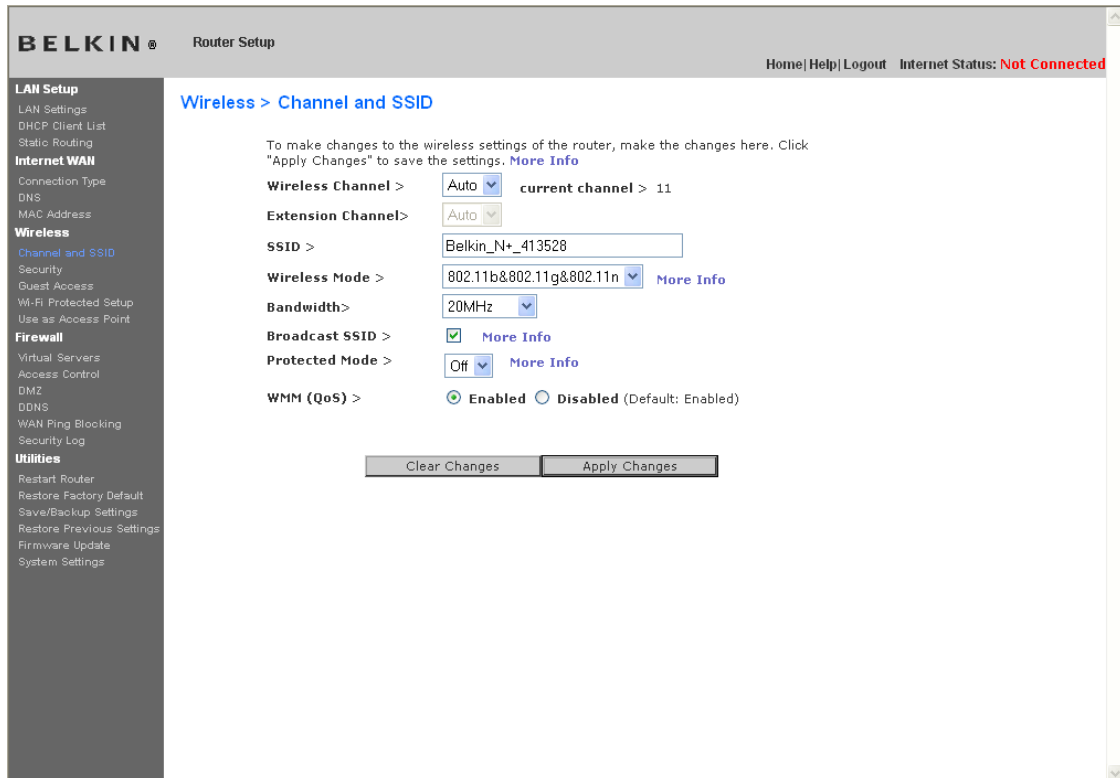 BELKIN ®
Router Setup
Home| Help| Logout Internet Status: Not Connected
LAN Setup
LAN Settings
DHCP Client List
Static Routing
Internet WAN
Connection Type
DNS
MAC Address
Wireless
Channel and SSID
Security
Guest Access
Wi-Fi Protected Setup
Use as Access Point
Firewall
Virtual Servers
Access Control
DMZ
DDNS
WAN Ping Blocking
Security Log
Utilities
Restart Router
Restore Factory Default
Save/Backup Settings
Restore Previous Settings
Firmware Update
System Settings
Wireless > Channel and SSID
To make changes to the wireless settings of the router, make the changes here. Click
"Apply Changes" to save the settings. More Info
Wireless Channel > Auto current channel > 11
Extension Channel> Auto
SSID > Belkin_N+_413528
Wireless Mode > 802.11b&802.11g&802.11n More Info
Bandwidth> 20MHz
Broadcast SSID > More Info
Protected Mode > Off More Info
WMM (QoS) > Enabled Disabled (Default: Enabled)
Clear Changes Apply Changes